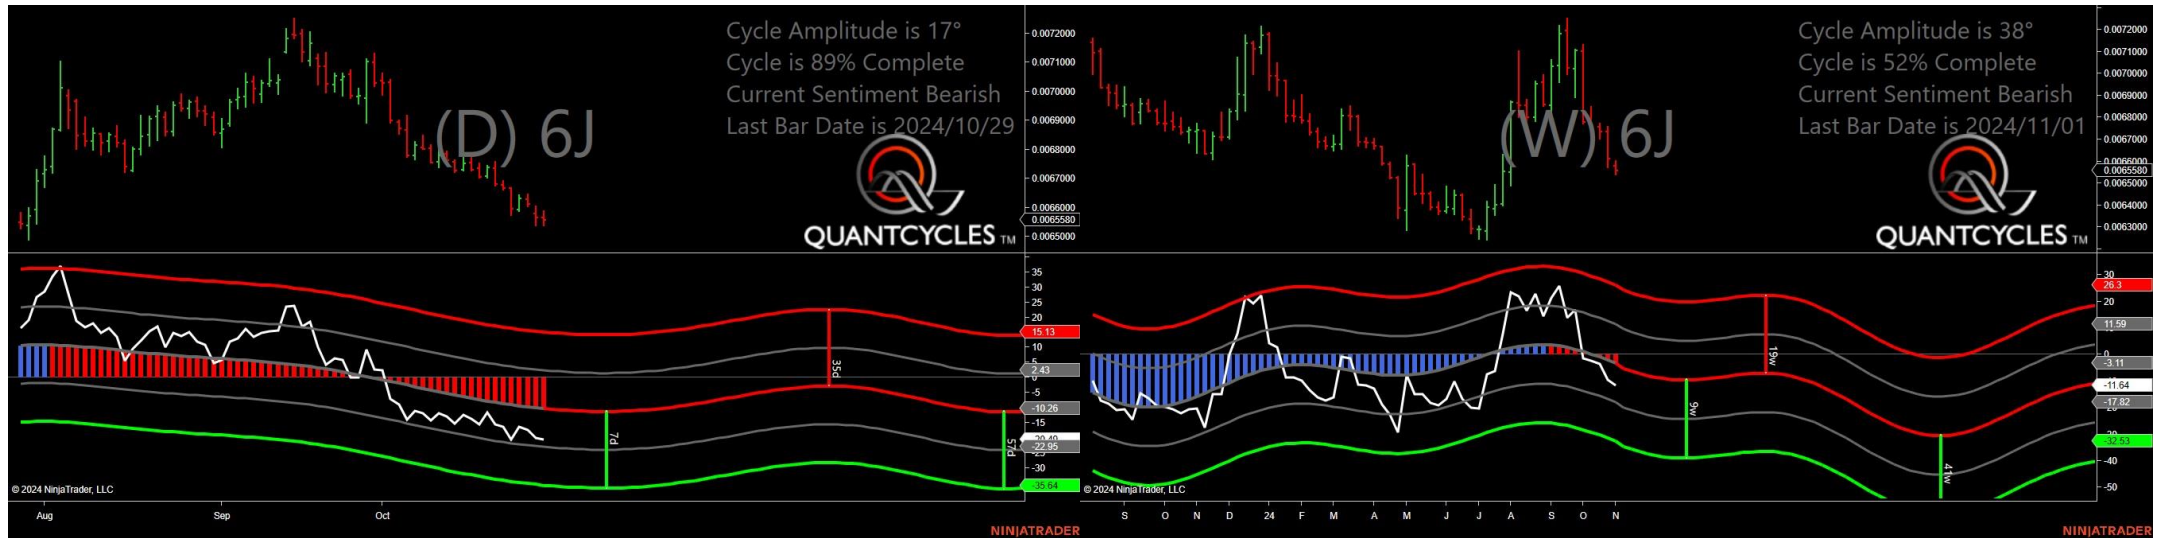 Cycle Amplitude is 17°
Cycle is 89% Complete
Current Sentiment Bearish
Last Bar Date is 2024/10/29
(D) 6J
QUANTCYCLES TM
0.0072000
0.0071000
0.0070000
0.0069000
0.0068000
0.0067000
0.0066000
0.0065580
0.0065000
35
30
25
20
15.13
10
5
2.43
-5
-10.26
-15
-22.95
-30
-35.64
7d
35d
57d
© 2024 NinjaTrader, LLC
Aug Sep Oct
NINJATRADER
Cycle Amplitude is 38°
Cycle is 52% Complete
Current Sentiment Bearish
Last Bar Date is 2024/11/01
(W) 6J
QUANTCYCLES TM
0.0072000
0.0071000
0.0070000
0.0069000
0.0068000
0.0067000
0.0066000
0.0065580
0.0065000
0.0064000
0.0063000
30
26.3
20
11.59
0
-3.11
-11.64
-17.82
-32.53
-40
-50
9w
19w
41w
© 2024 NinjaTrader, LLC
S O N D 24 F M A M J J A S O N
NINJATRADER